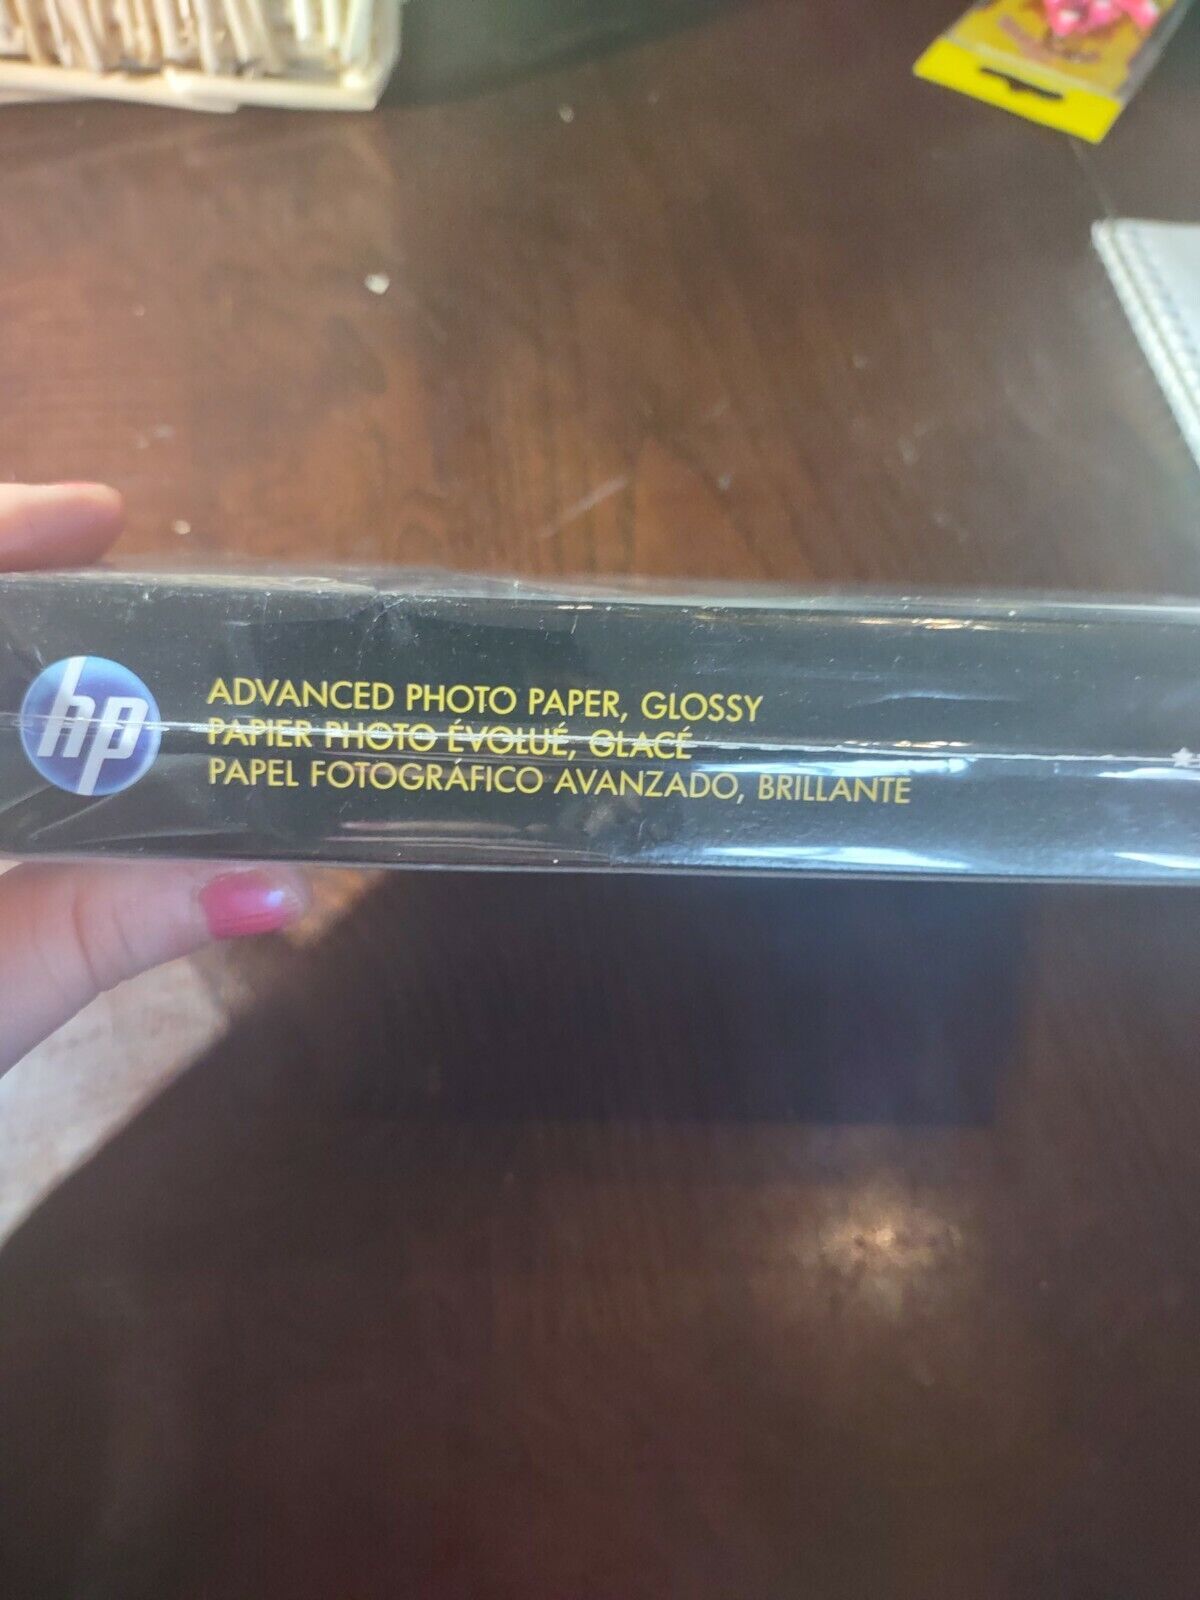 hp
ADVANCED PHOTO PAPER, GLOSSY
PAPIER PHOTO ÉVOLUÉ, GLACÉ
PAPEL FOTOGRÁFICO AVANZADO, BRILLANTE